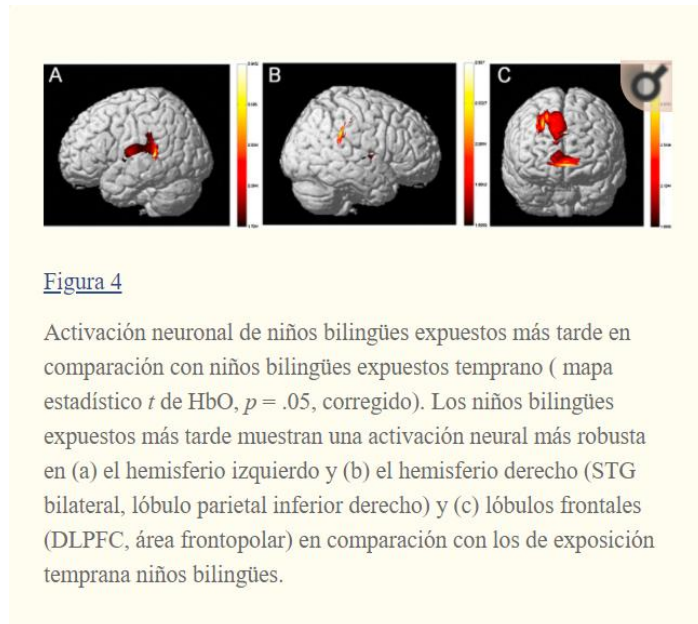 A
B
C
Figura 4
Activación neuronal de niños bilingües expuestos más tarde en
comparación con niños bilingües expuestos temprano ( mapa
estadístico t de HbO, p = .05, corregido). Los niños bilingües
expuestos más tarde muestran una activación neural más robusta
en (a) el hemisferio izquierdo y (b) el hemisferio derecho (STG
bilateral, lóbulo parietal inferior derecho) y (c) lóbulos frontales
(DLPFC, área frontopolar) en comparación con los de exposición
temprana niños bilingües.